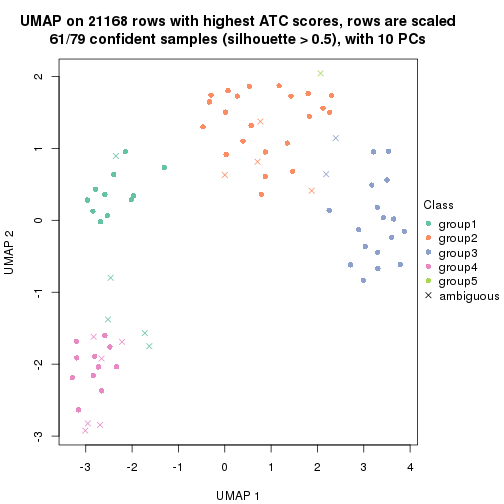 UMAP on 21168 rows with highest ATC scores, rows are scaled
61/79 confident samples (silhouette > 0.5), with 10 PCs
2
1
0
-1
-2
-3
UMAP 2
-3
-2
-1
0
1
2
3
4
UMAP 1
Class
group1
group2
group3
group4
group5
ambiguous